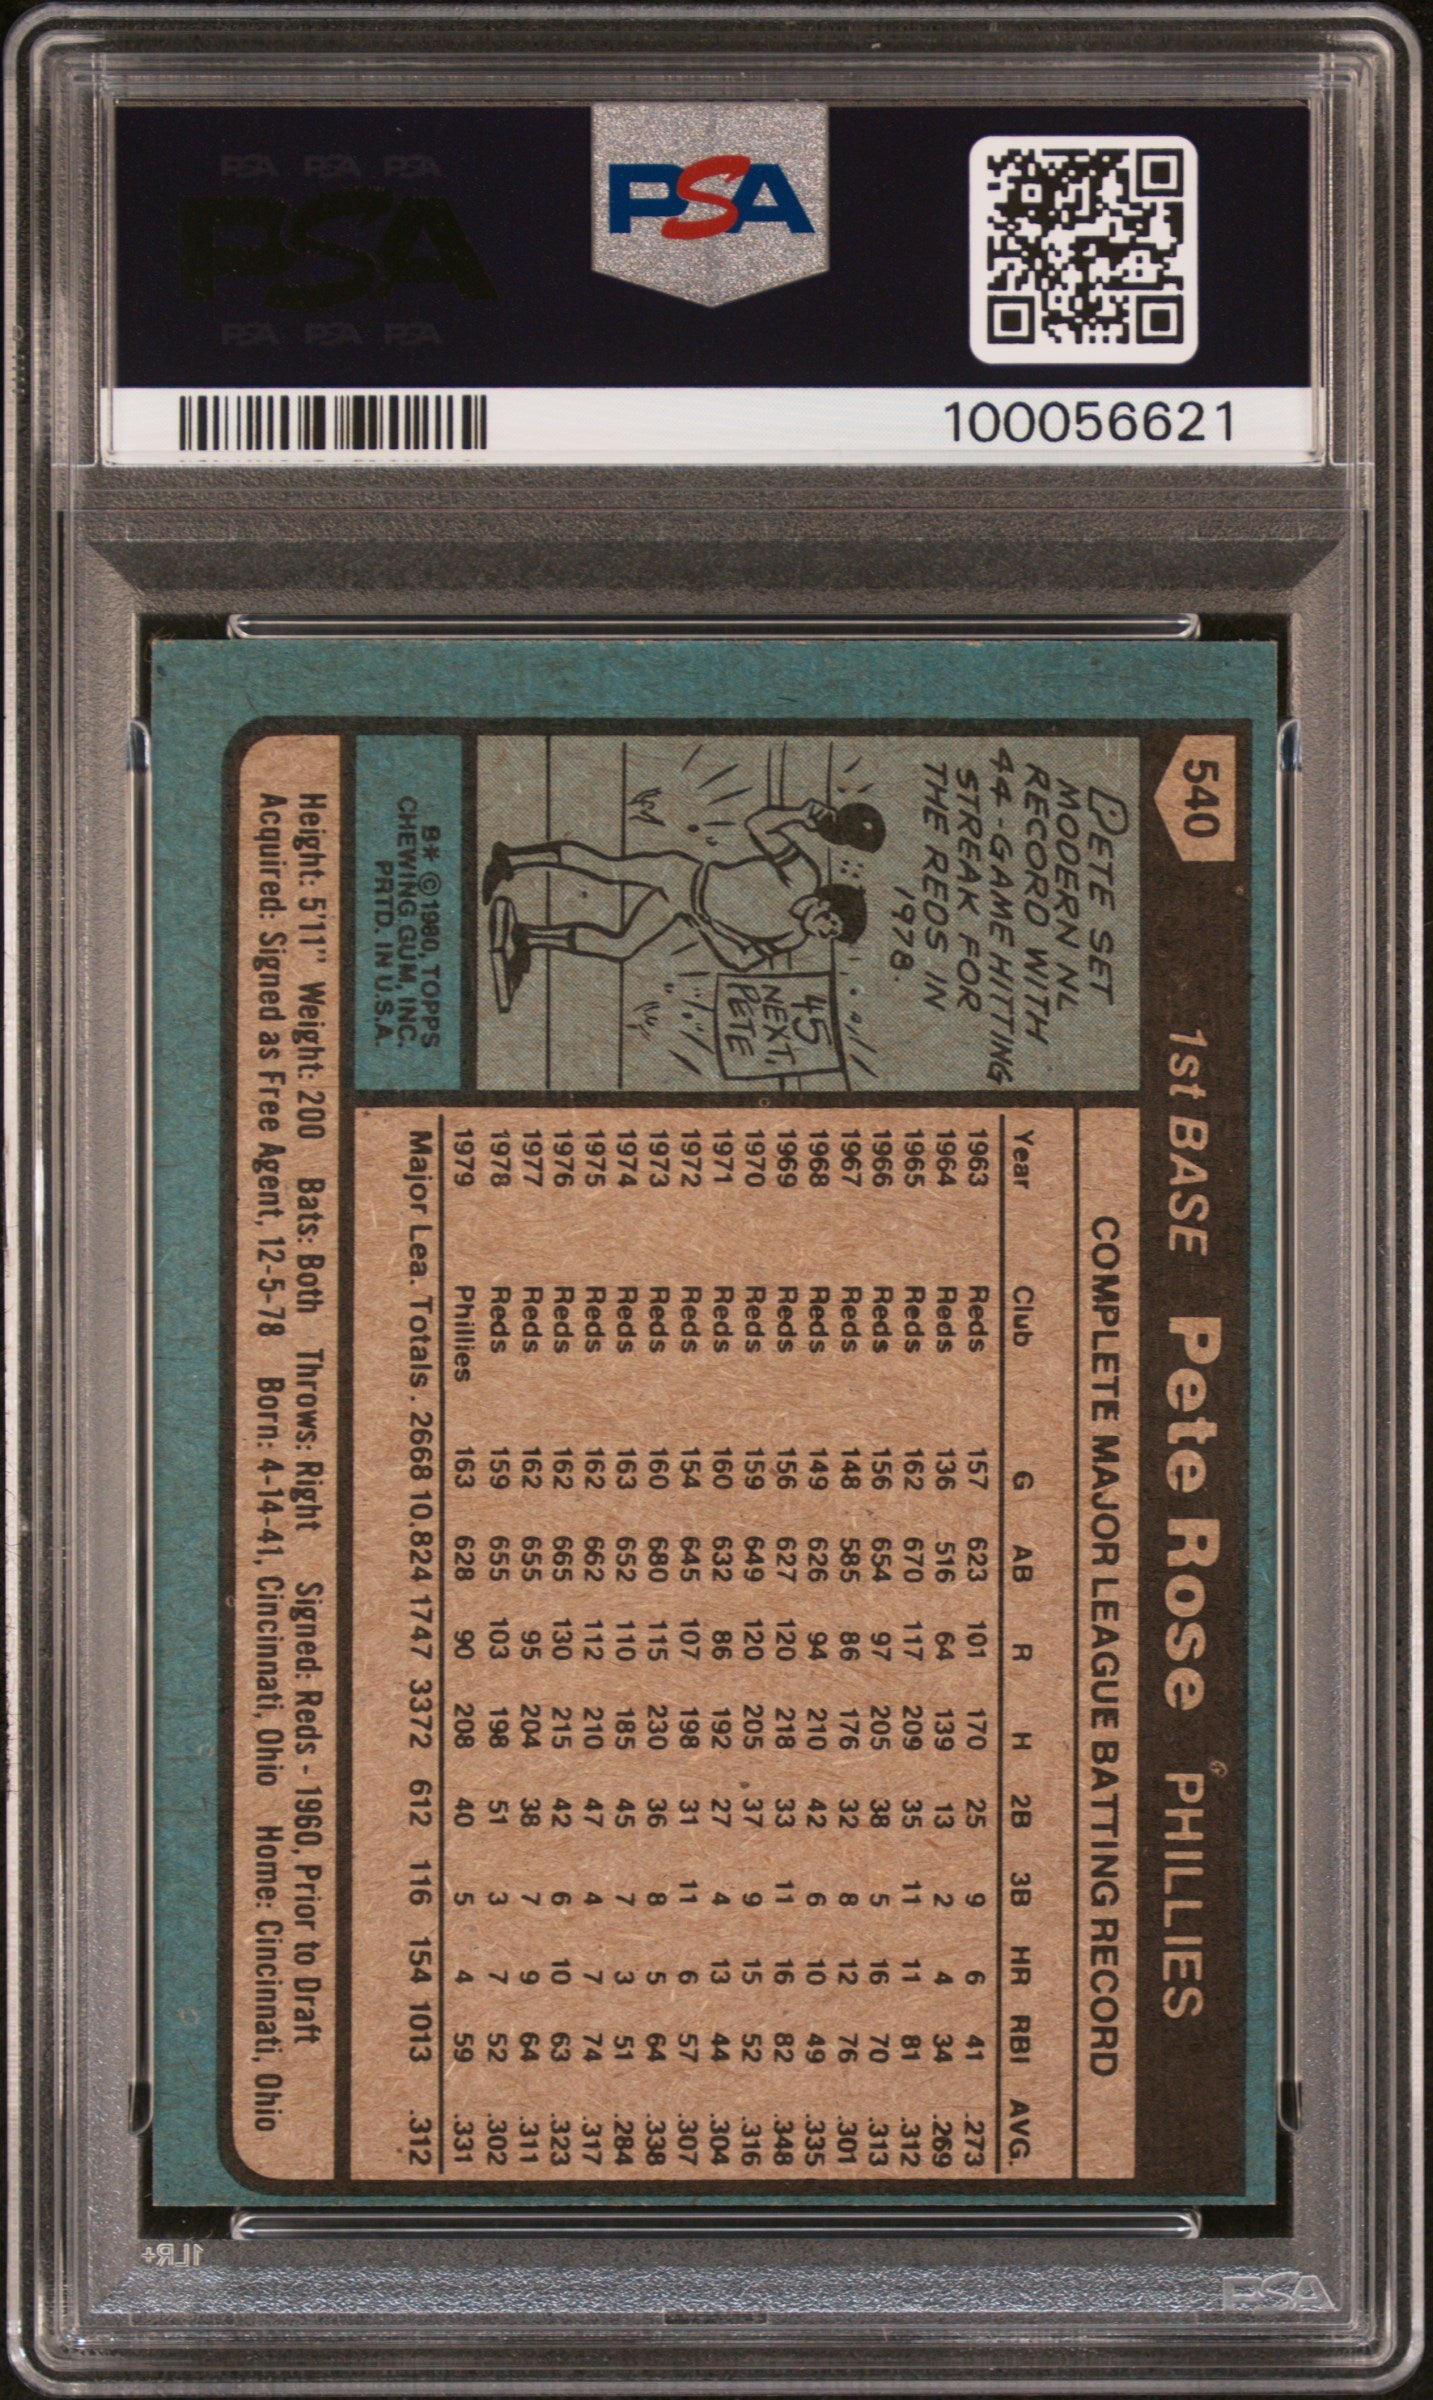 PSA PSA PSA
PSA
PSA PSA PSA
PSA
100056621
540 1st BASE Pete Rose PHILLIES
PETE SET
MODERN NL
RECORD WITH
44-GAME HITTING
STREAK FOR
THE REDS IN
1978.
45
NEXT,
PETE
B* ©1980, TOPPS
CHEWING GUM, INC.
PRTD. IN U.S.A.
COMPLETE MAJOR LEAGUE BATTING RECORD
Year Club G AB R H 2B 3B HR RBI AVG.
1963 Reds 157 623 101 170 25 9 6 41 .273
1964 Reds 136 516 64 139 13 2 4 34 .269
1965 Reds 162 670 117 209 35 11 11 81 .312
1966 Reds 156 654 97 205 38 5 16 70 .313
1967 Reds 148 585 86 176 32 8 12 76 .301
1968 Reds 149 626 94 210 42 6 10 49 .335
1969 Reds 156 627 120 218 33 11 16 82 .348
1970 Reds 159 649 120 205 37 9 15 52 .316
1971 Reds 160 632 86 192 27 4 13 44 .304
1972 Reds 154 645 107 198 31 11 6 57 .307
1973 Reds 160 680 115 230 36 8 5 64 .338
1974 Reds 163 652 110 185 45 7 3 51 .284
1975 Reds 162 662 112 210 47 4 7 74 .317
1976 Reds 162 665 130 215 42 6 10 63 .323
1977 Reds 162 655 95 204 38 7 9 64 .311
1978 Reds 159 655 103 198 51 3 7 52 .302
1979 Phillies 163 628 90 208 40 5 4 59 .331
Major Lea. Totals . 2668 10,824 1747 3372 612 116 154 1013 .312
Height: 5'11" Weight: 200 Bats: Both Throws: Right Signed: Reds - 1960, Prior to Draft
Acquired: Signed as Free Agent, 12-5-78 Born: 4-14-41, Cincinnati, Ohio Home: Cincinnati, Ohio
1LR+
PSA